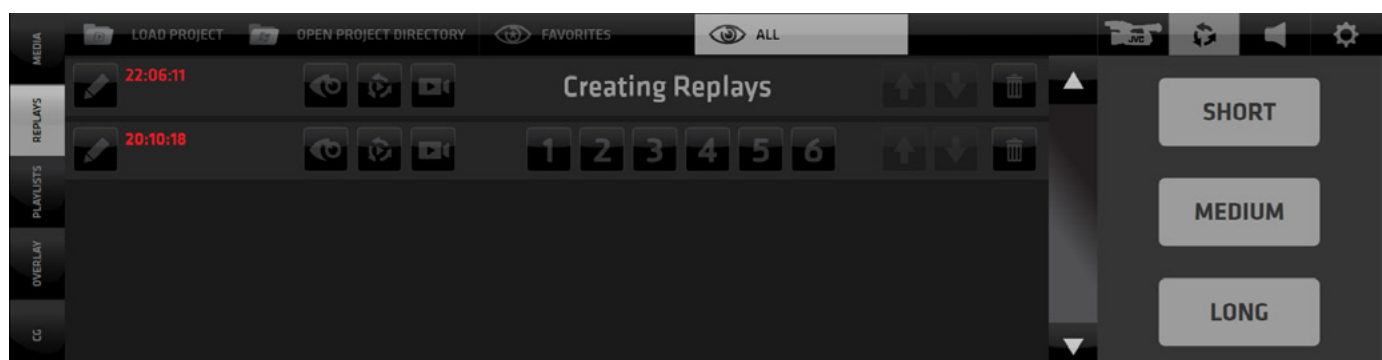 MEDIA
REPLAYS
PLAYLISTS
OVERLAY
CG
LOAD PROJECT OPEN PROJECT DIRECTORY FAVORITES ALL
JVC
22:06:11 Creating Replays
20:10:18 1 2 3 4 5 6
SHORT
MEDIUM
LONG